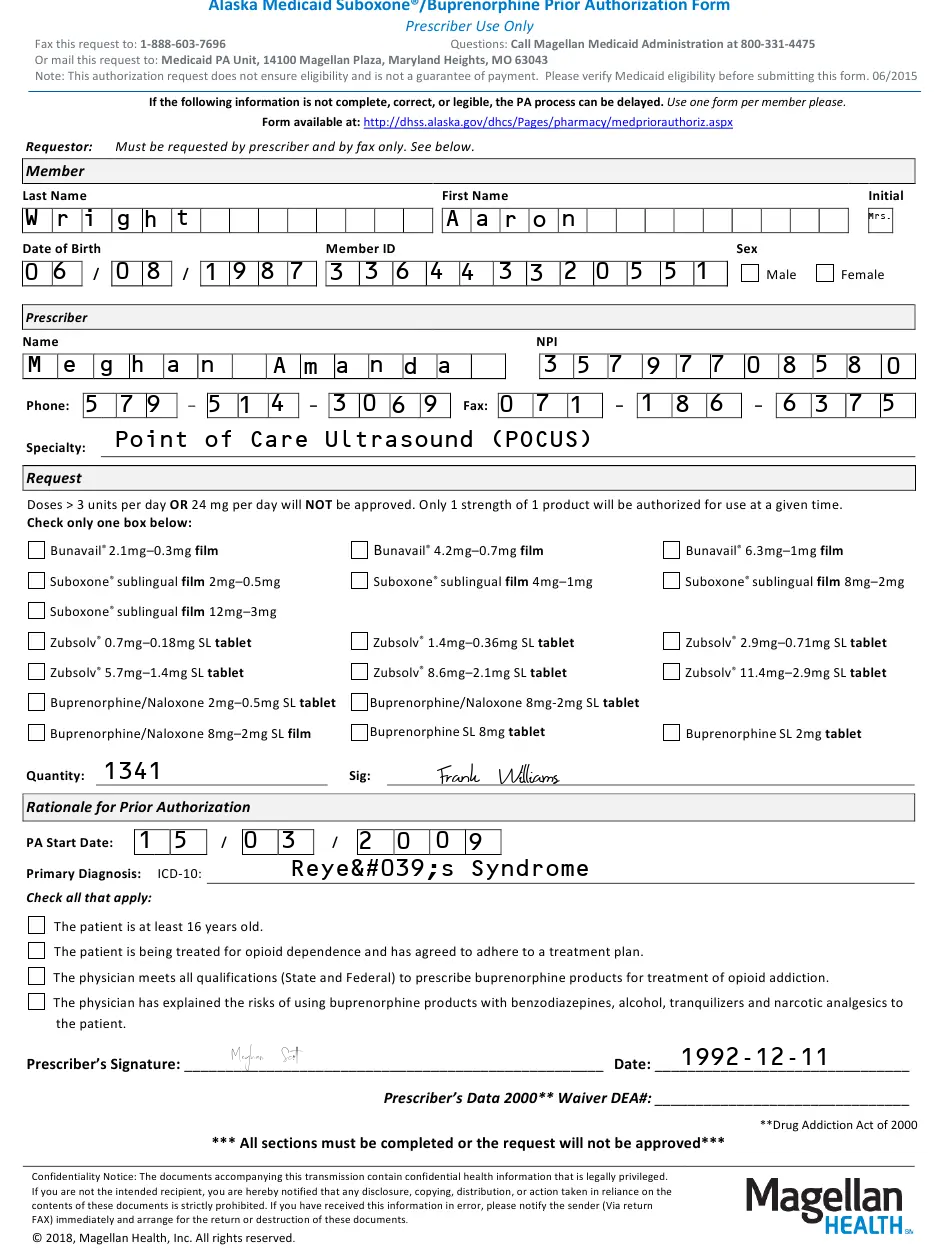 Alaska Medicaid Suboxone®/Buprenorphine Prior Authorization Form
Prescriber Use Only
Fax this request to: 1-888-603-7696 Questions: Call Magellan Medicaid Administration at 800-331-4475
Or mail this request to: Medicaid PA Unit, 14100 Magellan Plaza, Maryland Heights, MO 63043
Note: This authorization request does not ensure eligibility and is not a guarantee of payment. Please verify Medicaid eligibility before submitting this form. 06/2015
If the following information is not complete, correct, or legible, the PA process can be delayed. Use one form per member please.
Form available at: http://dhss.alaska.gov/dhcs/Pages/pharmacy/medpriorauthoriz.aspx
Requestor: Must be requested by prescriber and by fax only. See below.
Member
Last Name First Name Initial
Wright Aaron Mrs.
Date of Birth Member ID Sex
06 / 08 / 1987 336443320551 Male Female
Prescriber
Name NPI
Meghan Amanda 35797708580
Phone: 579 – 514 – 3069 Fax: 071 – 186 – 6375
Specialty: Point of Care Ultrasound (POCUS)
Request
Doses > 3 units per day OR 24 mg per day will NOT be approved. Only 1 strength of 1 product will be authorized for use at a given time.
Check only one box below:
Bunavail® 2.1mg–0.3mg film Bunavail® 4.2mg–0.7mg film Bunavail® 6.3mg–1mg film
Suboxone® sublingual film 2mg–0.5mg Suboxone® sublingual film 4mg–1mg Suboxone® sublingual film 8mg–2mg
Suboxone® sublingual film 12mg–3mg
Zubsolv® 0.7mg–0.18mg SL tablet Zubsolv® 1.4mg–0.36mg SL tablet Zubsolv® 2.9mg–0.71mg SL tablet
Zubsolv® 5.7mg–1.4mg SL tablet Zubsolv® 8.6mg–2.1mg SL tablet Zubsolv® 11.4mg–2.9mg SL tablet
Buprenorphine/Naloxone 2mg–0.5mg SL tablet Buprenorphine/Naloxone 8mg-2mg SL tablet
Buprenorphine/Naloxone 8mg–2mg SL film Buprenorphine SL 8mg tablet Buprenorphine SL 2mg tablet
Quantity: 1341 Sig: Frank Williams
Rationale for Prior Authorization
PA Start Date: 15 / 03 / 2009
Primary Diagnosis: ICD-10: Reye&#039;s Syndrome
Check all that apply:
The patient is at least 16 years old.
The patient is being treated for opioid dependence and has agreed to adhere to a treatment plan.
The physician meets all qualifications (State and Federal) to prescribe buprenorphine products for treatment of opioid addiction.
The physician has explained the risks of using buprenorphine products with benzodiazepines, alcohol, tranquilizers and narcotic analgesics to
the patient.
Prescriber's Signature: Meghan Scott Date: 1992-12-11
Prescriber's Data 2000** Waiver DEA#:
**Drug Addiction Act of 2000
*** All sections must be completed or the request will not be approved***
Confidentiality Notice: The documents accompanying this transmission contain confidential health information that is legally privileged.
If you are not the intended recipient, you are hereby notified that any disclosure, copying, distribution, or action taken in reliance on the
contents of these documents is strictly prohibited. If you have received this information in error, please notify the sender (Via return
FAX) immediately and arrange for the return or destruction of these documents.
© 2018, Magellan Health, Inc. All rights reserved.
Magellan
HEALTH